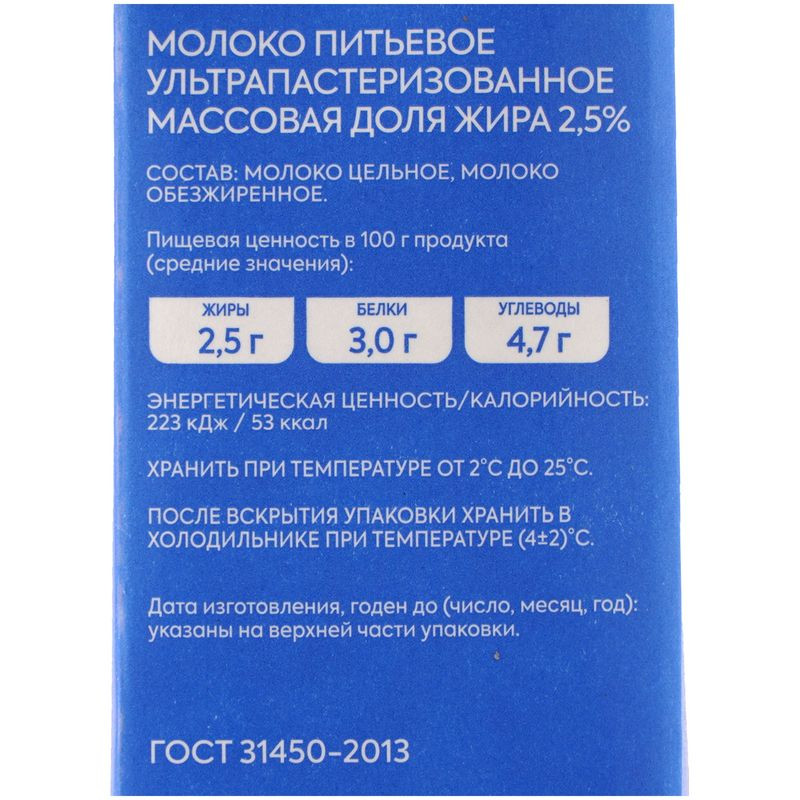 МОЛОКО ПИТЬЕВОЕ
УЛЬТРАПАСТЕРИЗОВАННОЕ
МАССОВАЯ ДОЛЯ ЖИРА 2,5%
СОСТАВ: МОЛОКО ЦЕЛЬНОЕ, МОЛОКО
ОБЕЗЖИРЕННОЕ.
Пищевая ценность в 100 г продукта
(средние значения):
ЖИРЫ БЕЛКИ УГЛЕВОДЫ
2,5 г 3,0 г 4,7 г
ЭНЕРГЕТИЧЕСКАЯ ЦЕННОСТЬ/КАЛОРИЙНОСТЬ:
223 кДж / 53 ккал
ХРАНИТЬ ПРИ ТЕМПЕРАТУРЕ ОТ 2°С ДО 25°С.
ПОСЛЕ ВСКРЫТИЯ УПАКОВКИ ХРАНИТЬ В
ХОЛОДИЛЬНИКЕ ПРИ ТЕМПЕРАТУРЕ (4±2)°С.
Дата изготовления, годен до (число, месяц, год):
указаны на верхней части упаковки.
ГОСТ 31450-2013